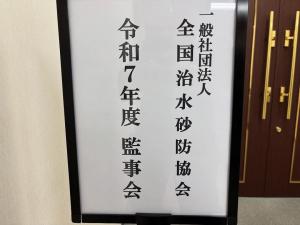 一般社団法人
全国治水砂防協会
令和7年度 監事会